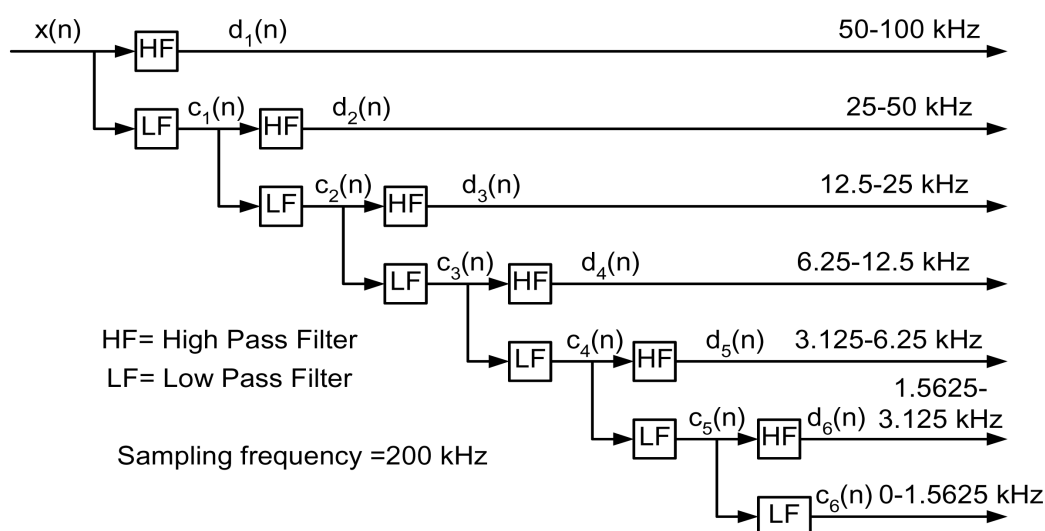 x(n) HF d₁(n) 50-100 kHz
LF c₁(n) HF d₂(n) 25-50 kHz
LF c₂(n) HF d₃(n) 12.5-25 kHz
LF c₃(n) HF d₄(n) 6.25-12.5 kHz
HF= High Pass Filter
LF= Low Pass Filter
LF c₄(n) HF d₅(n) 3.125-6.25 kHz
LF c₅(n) HF d₆(n) 1.5625-
3.125 kHz
Sampling frequency =200 kHz
LF c₆(n) 0-1.5625 kHz